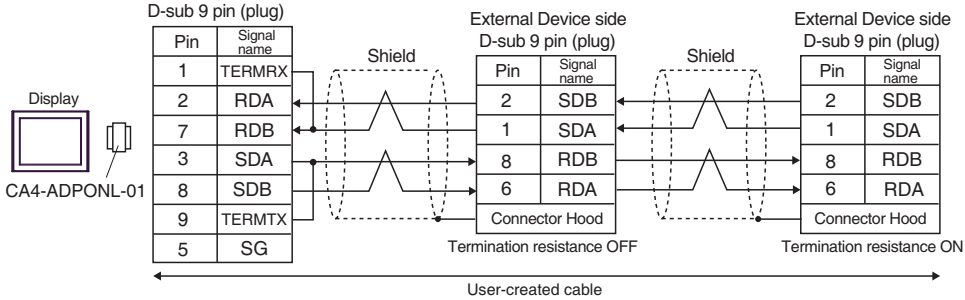 D-sub 9 pin (plug)
Pin Signal name
1 TERMRX
2 RDA
7 RDB
3 SDA
8 SDB
9 TERMTX
5 SG
Display
CA4-ADPONL-01
Shield
External Device side
D-sub 9 pin (plug)
Pin Signal name
2 SDB
1 SDA
8 RDB
6 RDA
Connector Hood
Termination resistance OFF
Shield
External Device side
D-sub 9 pin (plug)
Pin Signal name
2 SDB
1 SDA
8 RDB
6 RDA
Connector Hood
Termination resistance ON
User-created cable